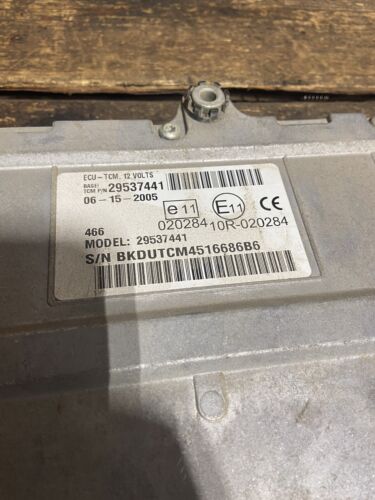 ECU-TCM, 12 VOLTS
BASE/
TCM P/N 29537441
06-15-2005
e11 E11 CE
020284 10R-020284
466
MODEL: 29537441
S/N BKDUTCM4516686B6